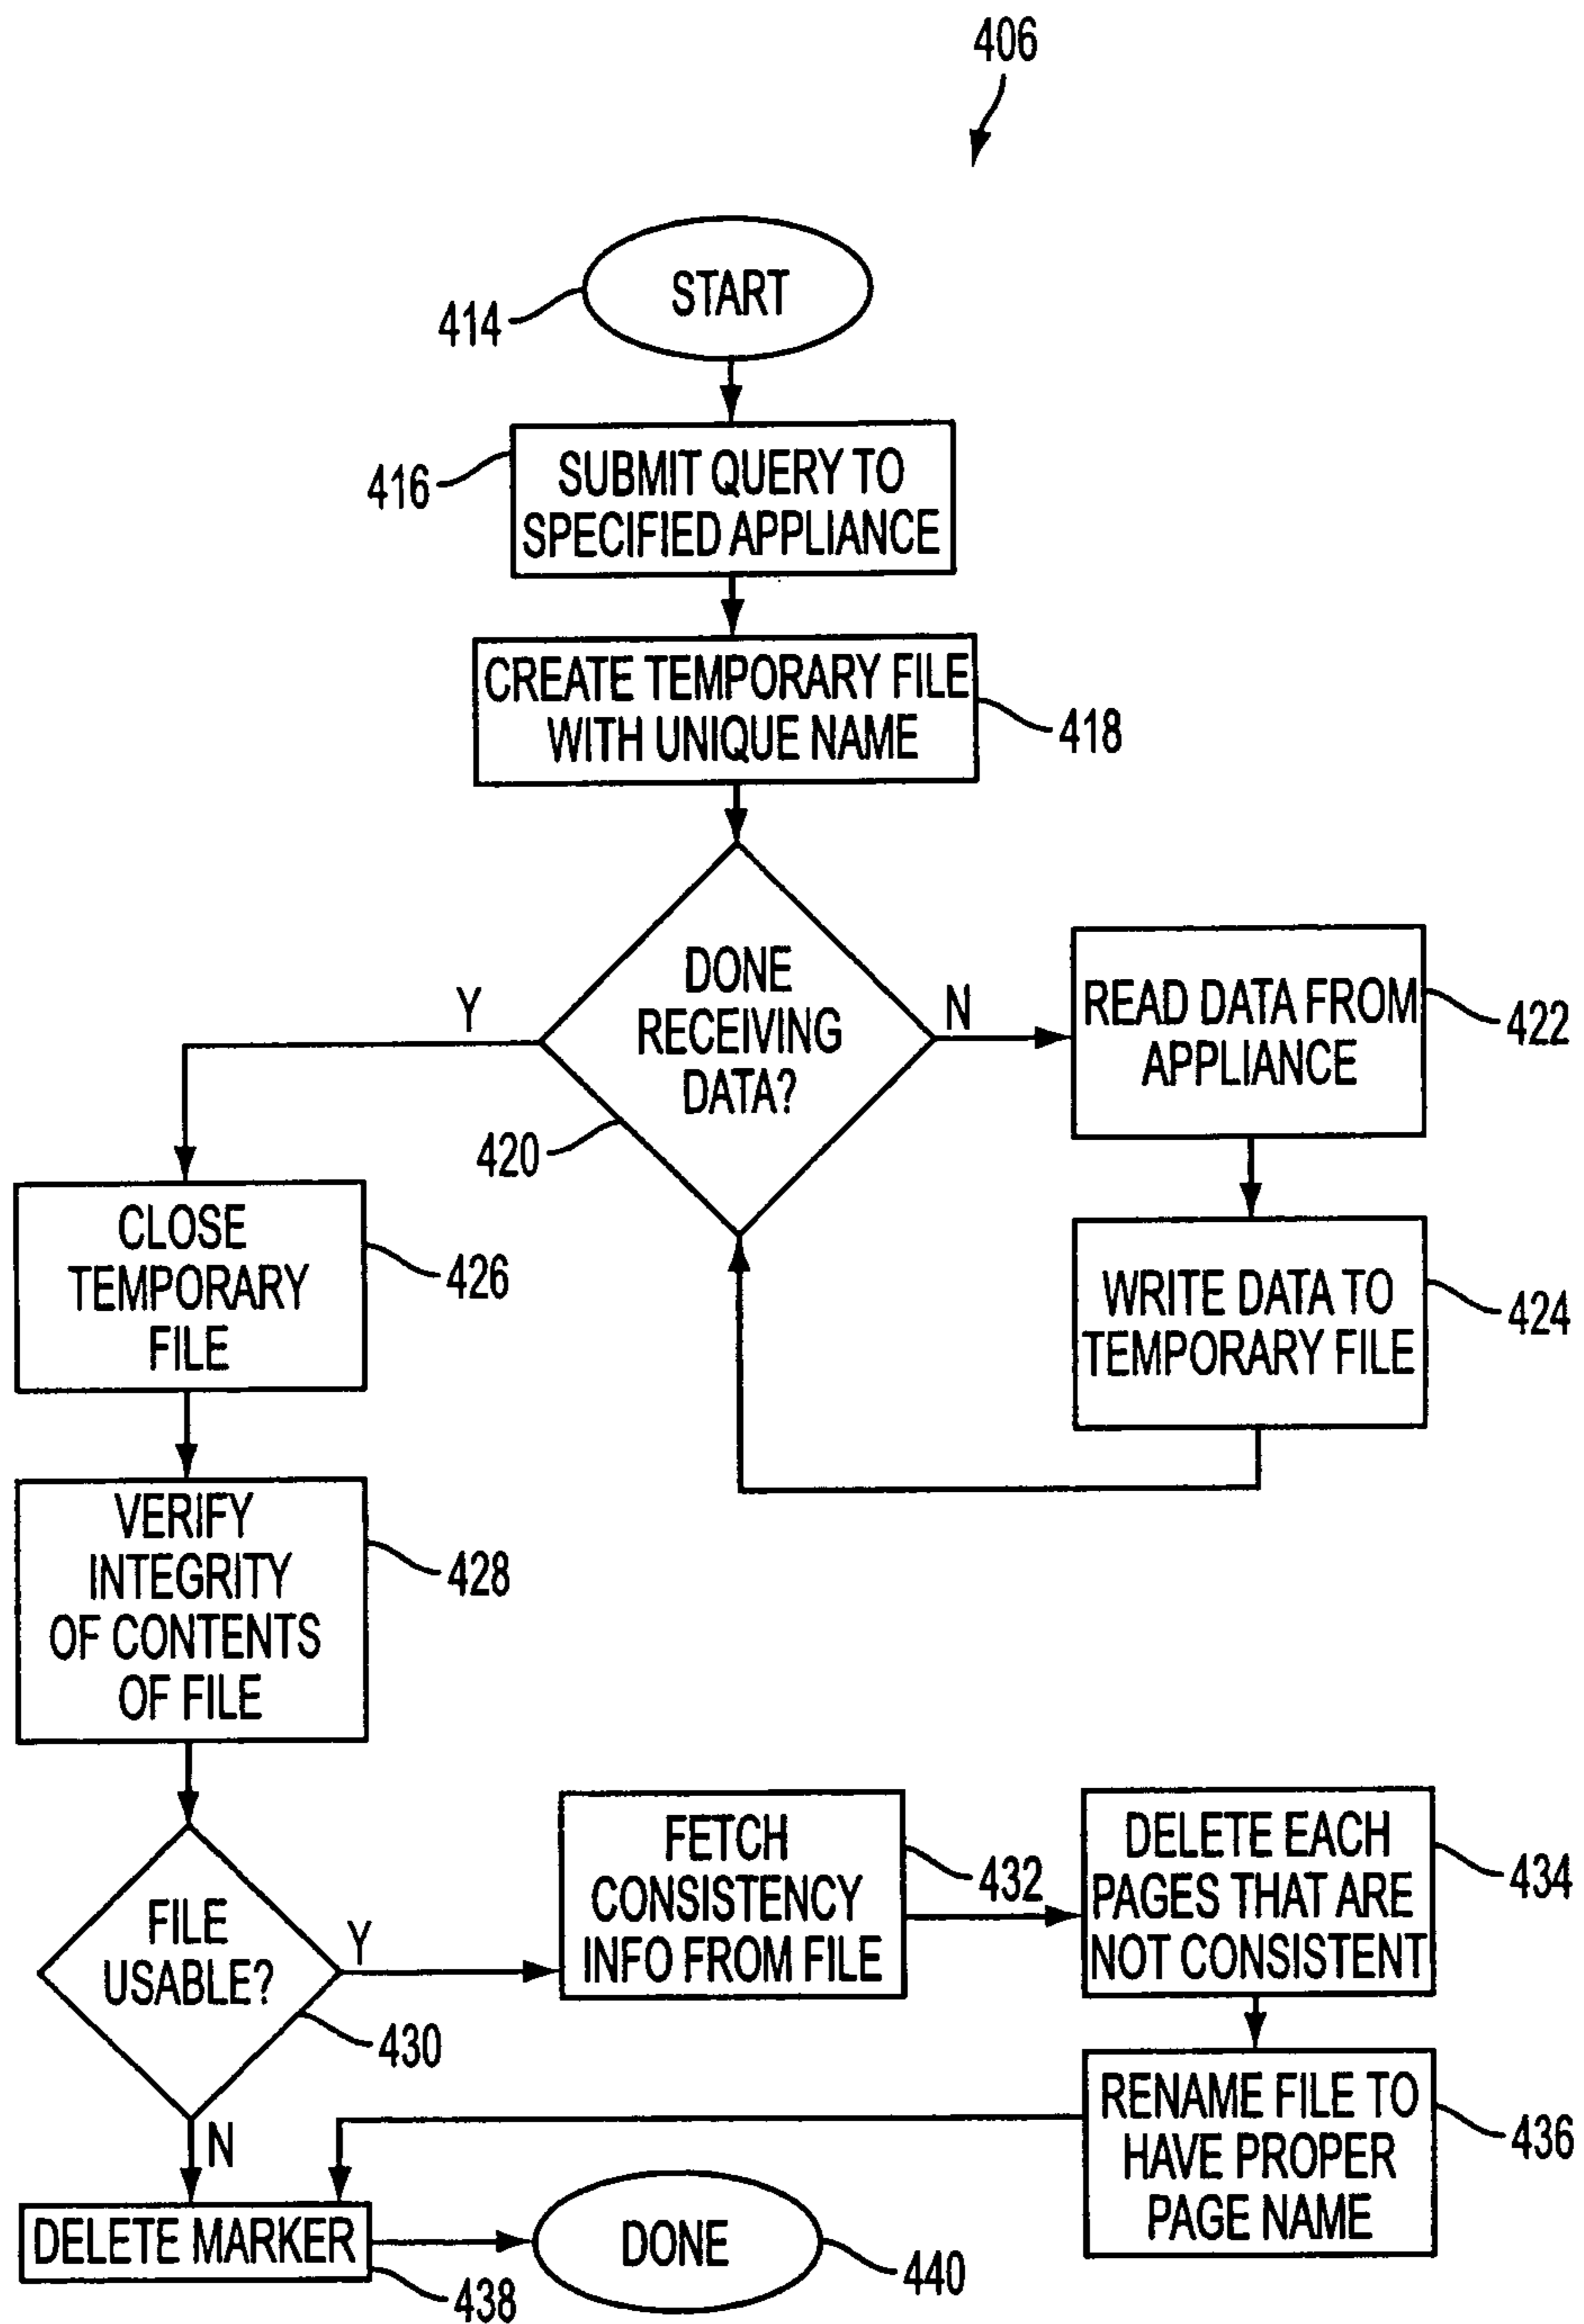 406
START
414
416
SUBMIT QUERY TO
SPECIFIED APPLIANCE
CREATE TEMPORARY FILE
WITH UNIQUE NAME
418
DONE
RECEIVING
DATA?
Y
N
420
READ DATA FROM
APPLIANCE
422
WRITE DATA TO
TEMPORARY FILE
424
CLOSE
TEMPORARY
FILE
426
VERIFY
INTEGRITY
OF CONTENTS
OF FILE
428
FILE
USABLE?
Y
430
N
FETCH
CONSISTENCY
INFO FROM FILE
432
DELETE EACH
PAGES THAT ARE
NOT CONSISTENT
434
RENAME FILE TO
HAVE PROPER
PAGE NAME
436
DELETE MARKER
438
DONE
440